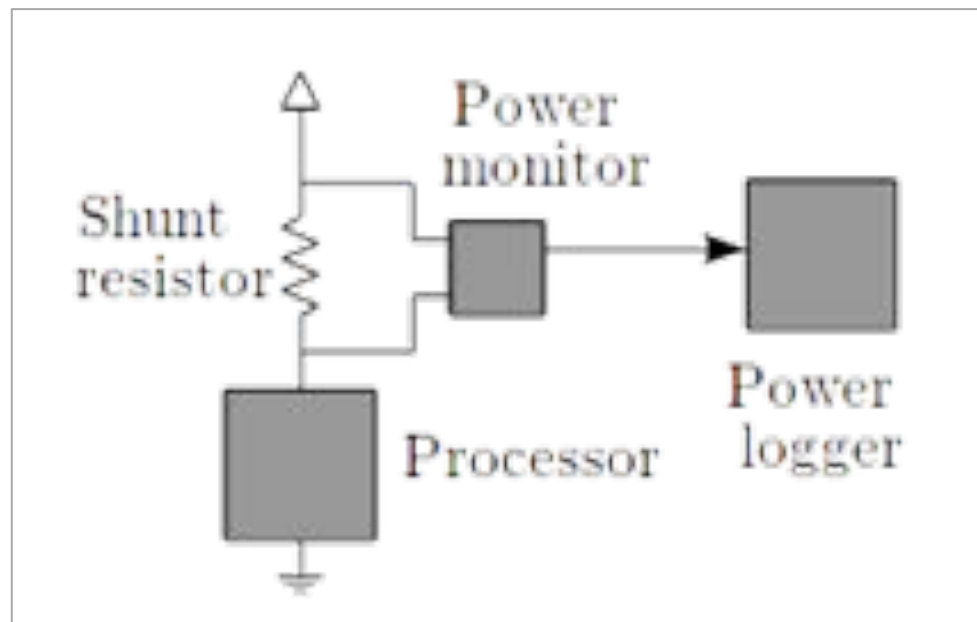 Power
monitor
Shunt
resistor
Processor
Power
logger